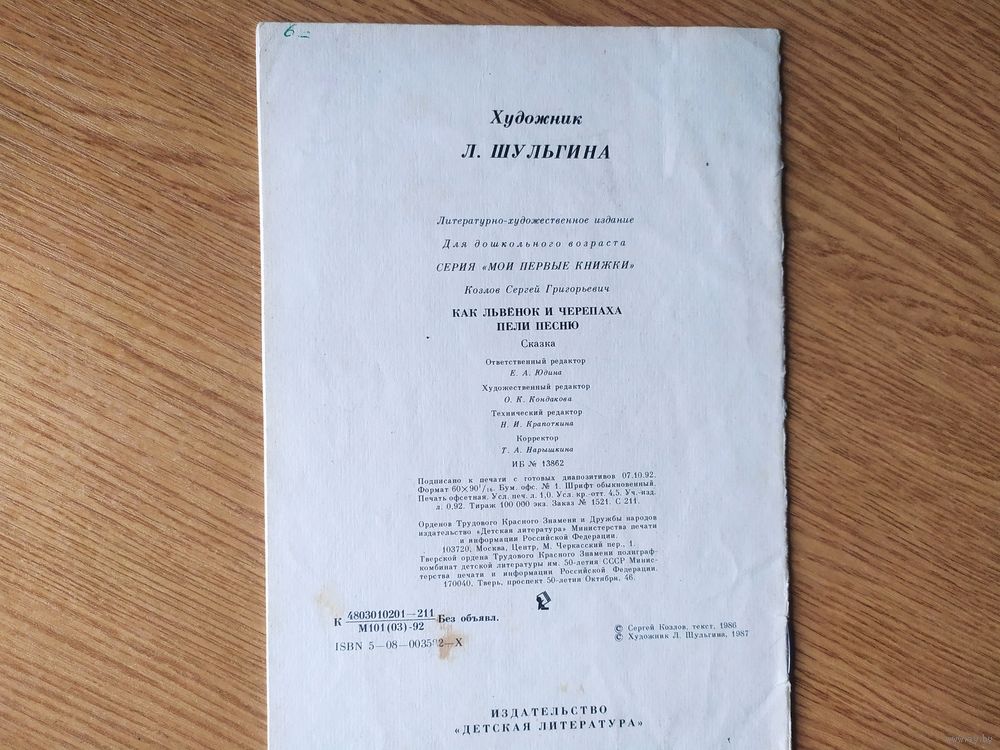 6=
Художник
Л. ШУЛЬГИНА
Литературно-художественное издание
Для дошкольного возраста
СЕРИЯ «МОИ ПЕРВЫЕ КНИЖКИ»
Козлов Сергей Григорьевич
КАК ЛЬВЁНОК И ЧЕРЕПАХА
ПЕЛИ ПЕСНЮ
Сказка
Ответственный редактор
Е. А. Юдина
Художественный редактор
О. К. Кондакова
Технический редактор
Н. И. Крапоткина
Корректор
Т. А. Нарышкина
ИБ № 13862
Подписано к печати с готовых диапозитивов 07.10.92.
Формат 60×90¹/₁₆. Бум. офс. № 1. Шрифт обыкновенный.
Печать офсетная. Усл. печ. л. 1,0. Усл. кр.-отт. 4,5. Уч.-изд.
л. 0,92. Тираж 100 000 экз. Заказ № 1521. С 211.
Орденов Трудового Красного Знамени и Дружбы народов
издательство «Детская литература» Министерства печати
и информации Российской Федерации.
103720, Москва, Центр, М. Черкасский пер., 1.
Тверской ордена Трудового Красного Знамени полиграф-
комбинат детской литературы им. 50-летия СССР Минис-
терства печати и информации Российской Федерации.
170040, Тверь, проспект 50-летия Октября, 46.
К 4803010201—211 Без объявл.
М101(03)-92
ISBN 5—08—003592—X
© Сергей Козлов, текст, 1986
© Художник Л. Шульгина, 1987
ИЗДАТЕЛЬСТВО
«ДЕТСКАЯ ЛИТЕРАТУРА»